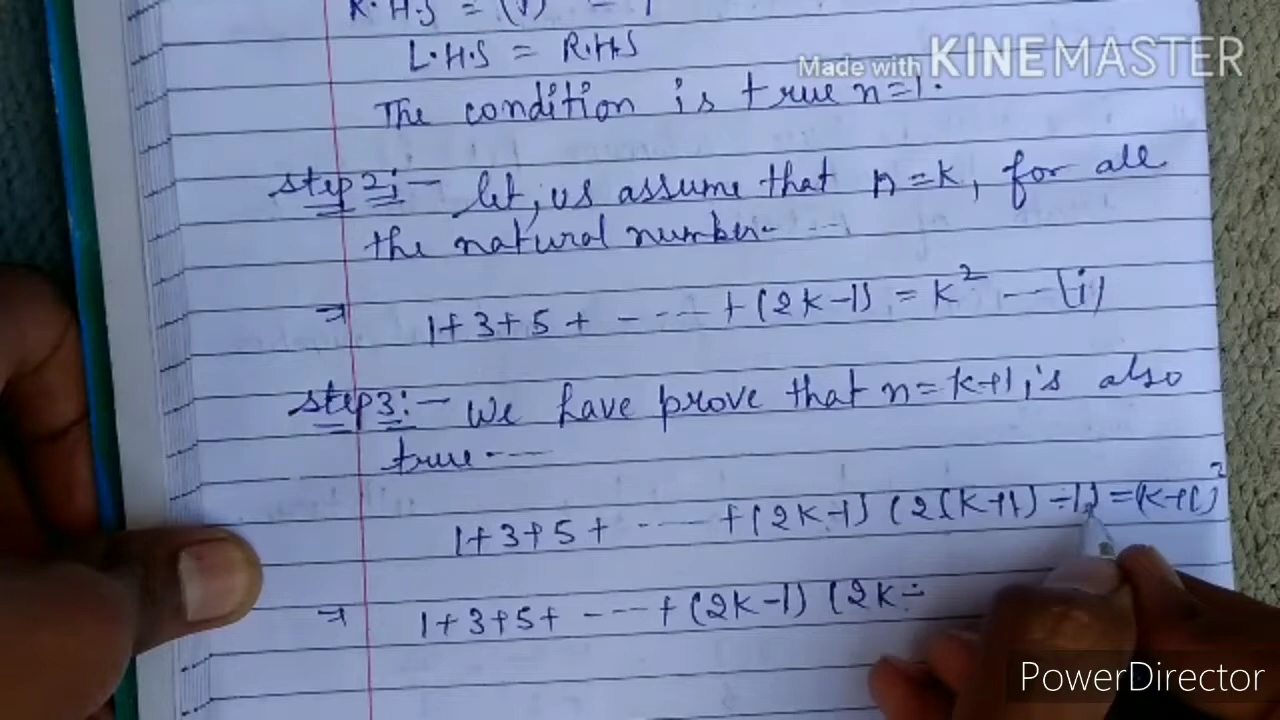 R.H.S = (1) = 1
L.H.S = R.H.S
Made with KINEMASTER
The condition is true n=1.
step2:- let, us assume that n=k, for all
the natural number---
⇒ 1+3+5+ ---- +(2k-1) = k² —(i)
step3:- we have prove that n=k+1, is also
true---
1+3+5+ ---- +(2k-1) (2(k+1)-1) =(k+1)²
⇒ 1+3+5+ ---- +(2k-1) (2k
PowerDirector